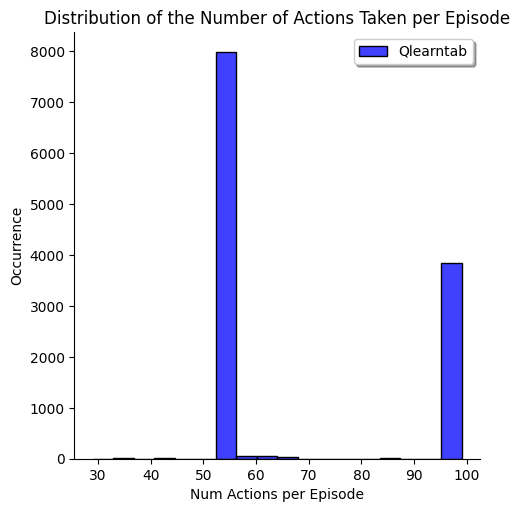 Distribution of the Number of Actions Taken per Episode
Qlearntab
8000
7000
6000
5000
4000
3000
2000
1000
0
Occurrence
30 40 50 60 70 80 90 100
Num Actions per Episode